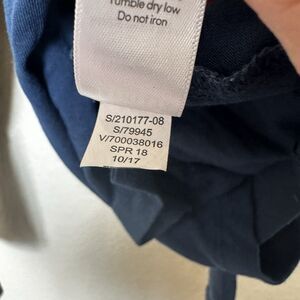 Tumble dry low
Do not iron
S/210177-08
S/79945
V/700038016
SPR 18
10/17